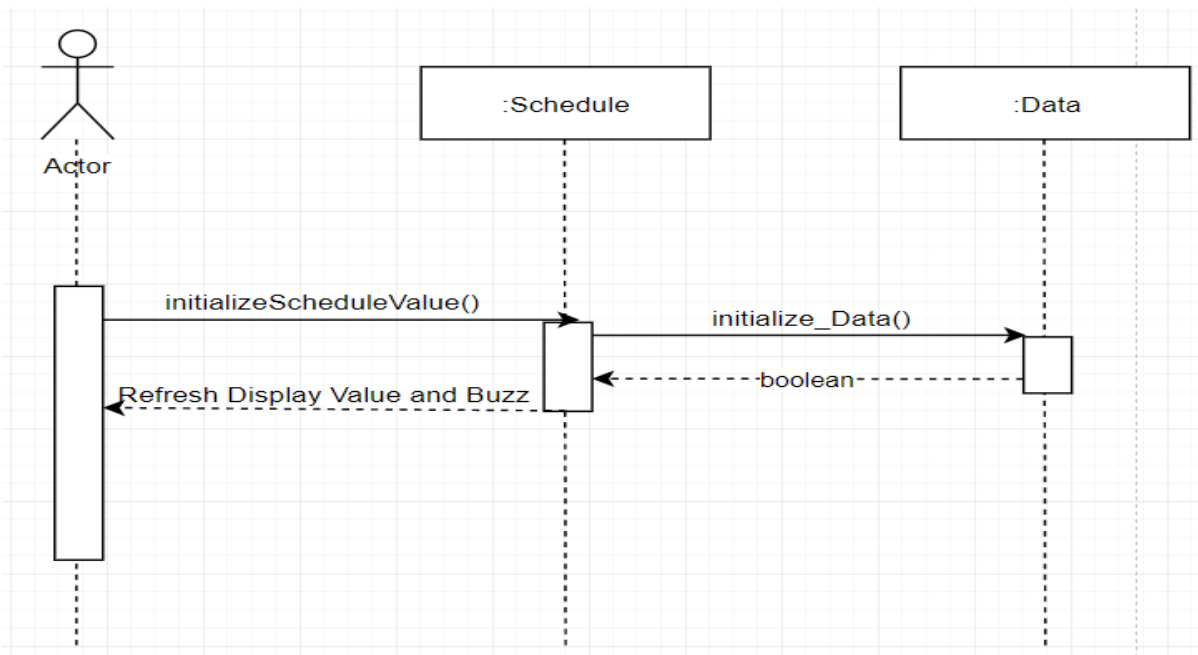 :Schedule
:Data
Actor
initializeScheduleValue()
initialize_Data()
boolean
Refresh Display Value and Buzz